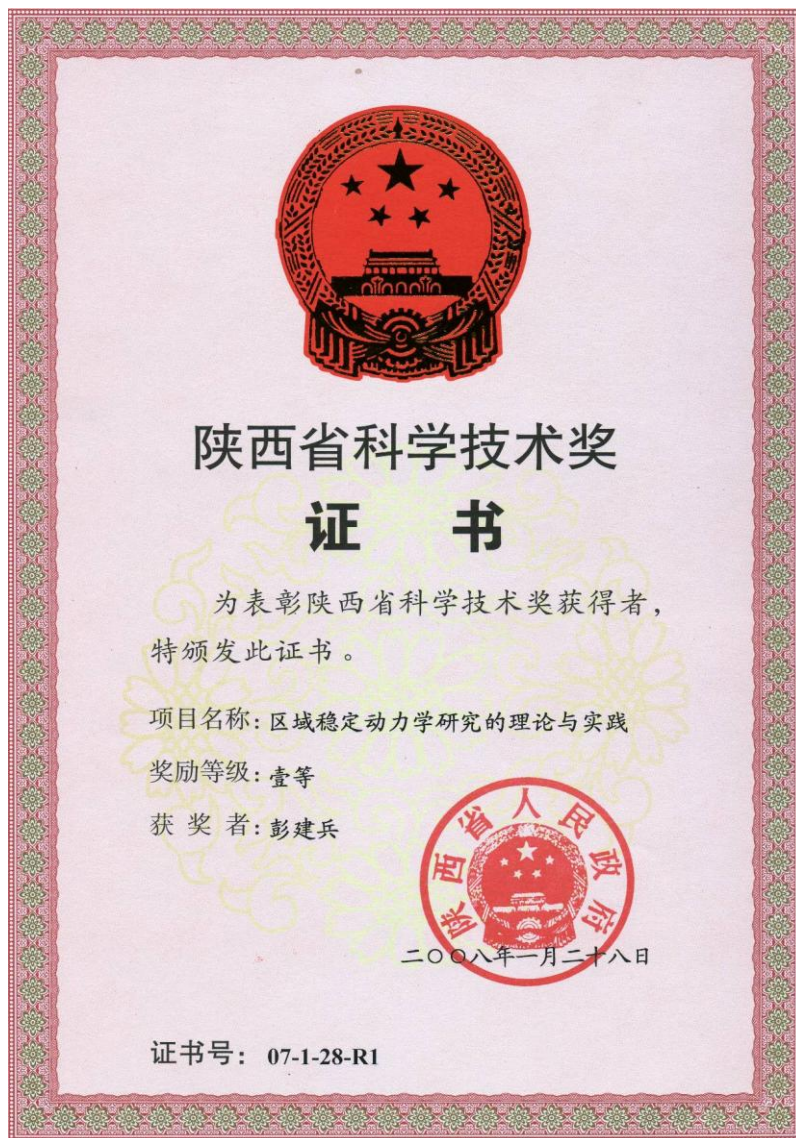 陕西省科学技术奖
证 书
为表彰陕西省科学技术奖获得者，
特颁发此证书。
项目名称：区域稳定动力学研究的理论与实践
奖励等级：壹等
获 奖 者：彭建兵
陕西省人民政府
二〇〇八年一月二十八日
证书号： 07-1-28-R1